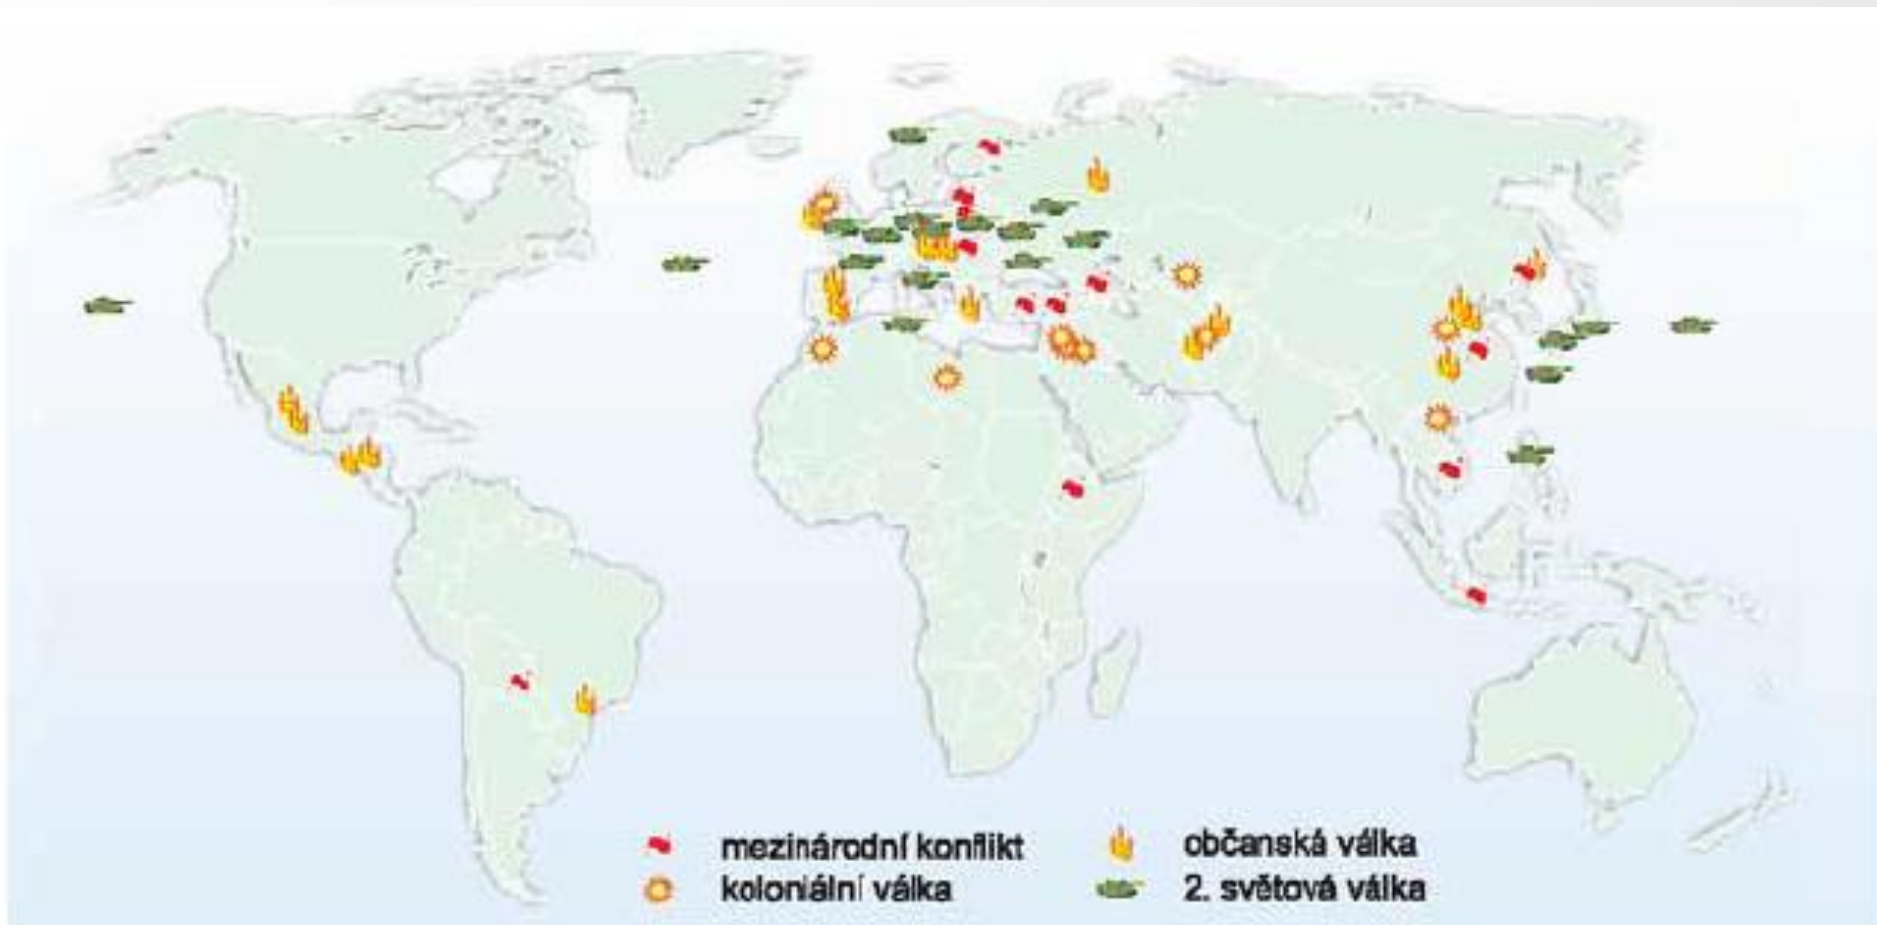 mezinárodní konflikt
občanská válka
koloniální válka
2. světová válka